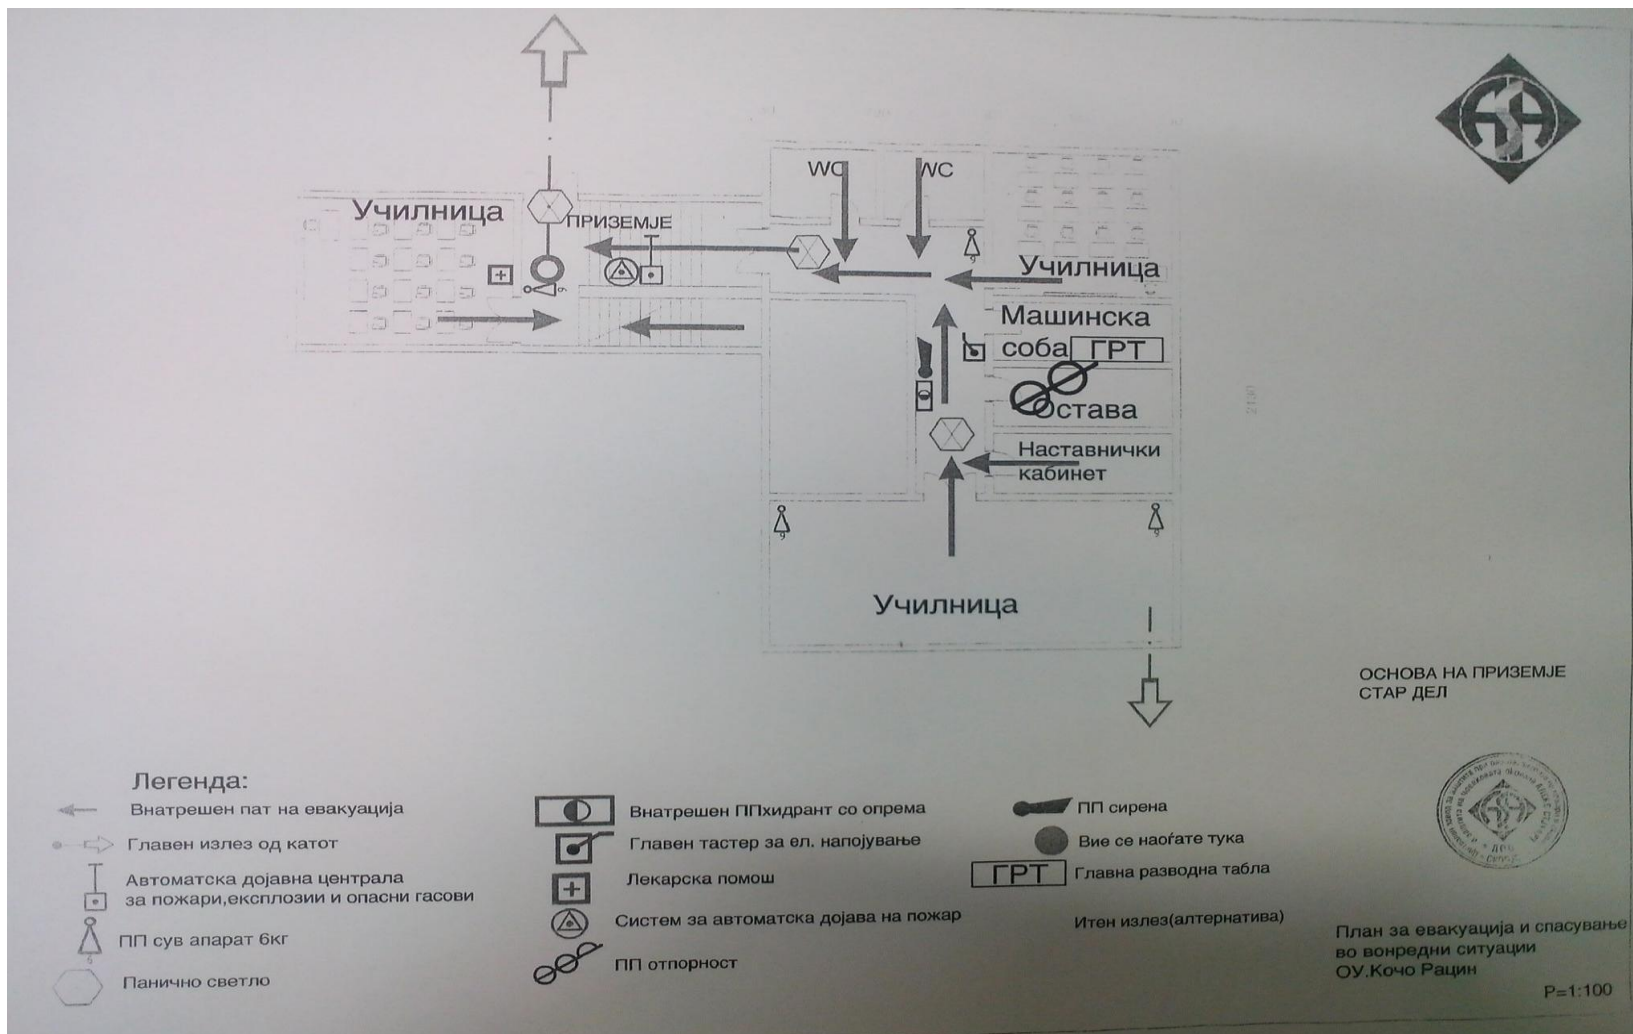 WC
WC
Училница
ПРИЗЕМЈЕ
Училница
Машинска
соба ГРТ
Остава
Наставнички
кабинет
Училница
ОСНОВА НА ПРИЗЕМЈЕ
СТАР ДЕЛ
Легенда:
Внатрешен пат на евакуација
Главен излез од катот
Автоматска дојавна централа
за пожари,експлозии и опасни гасови
ПП сув апарат 6кг
Панично светло
Внатрешен ППхидрант со опрема
Главен тастер за ел. напојување
Лекарска помош
Систем за автоматска дојава на пожар
ПП отпорност
ПП сирена
Вие се наоѓате тука
ГРТ Главна разводна табла
Итен излез(алтернатива)
План за евакуација и спасување
во вонредни ситуации
ОУ.Кочо Рацин
Р=1:100